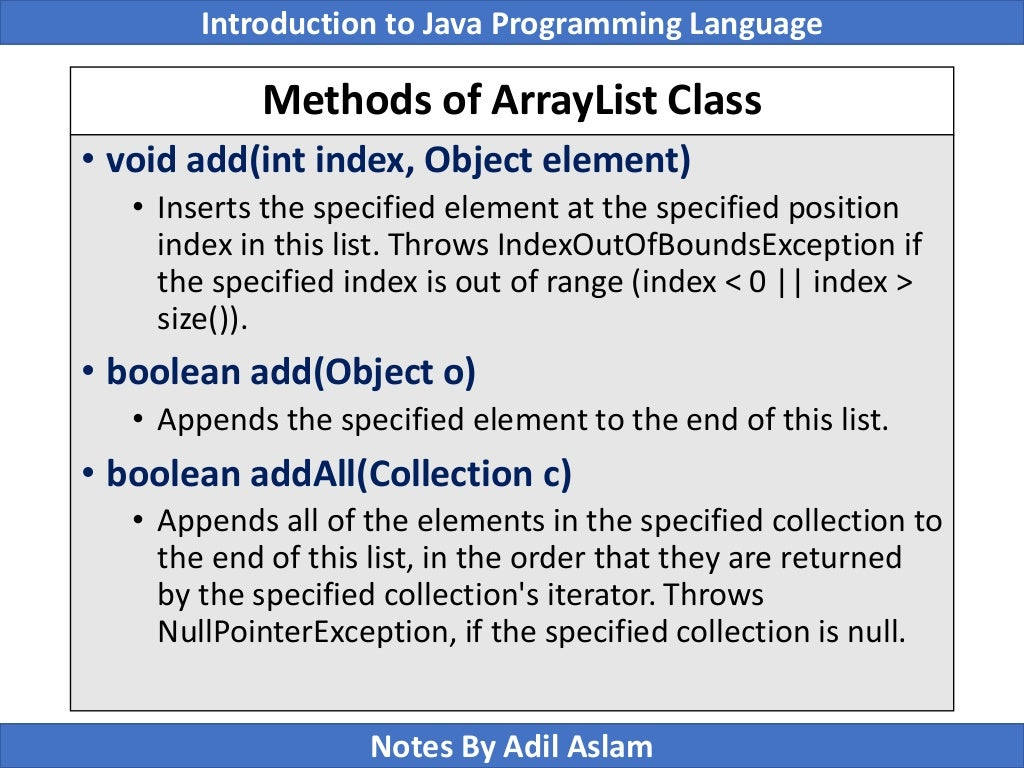 Introduction to Java Programming Language
Methods of ArrayList Class
• void add(int index, Object element)
• Inserts the specified element at the specified position
index in this list. Throws IndexOutOfBoundsException if
the specified index is out of range (index < 0 || index >
size()).
• boolean add(Object o)
• Appends the specified element to the end of this list.
• boolean addAll(Collection c)
• Appends all of the elements in the specified collection to
the end of this list, in the order that they are returned
by the specified collection's iterator. Throws
NullPointerException, if the specified collection is null.
Notes By Adil Aslam